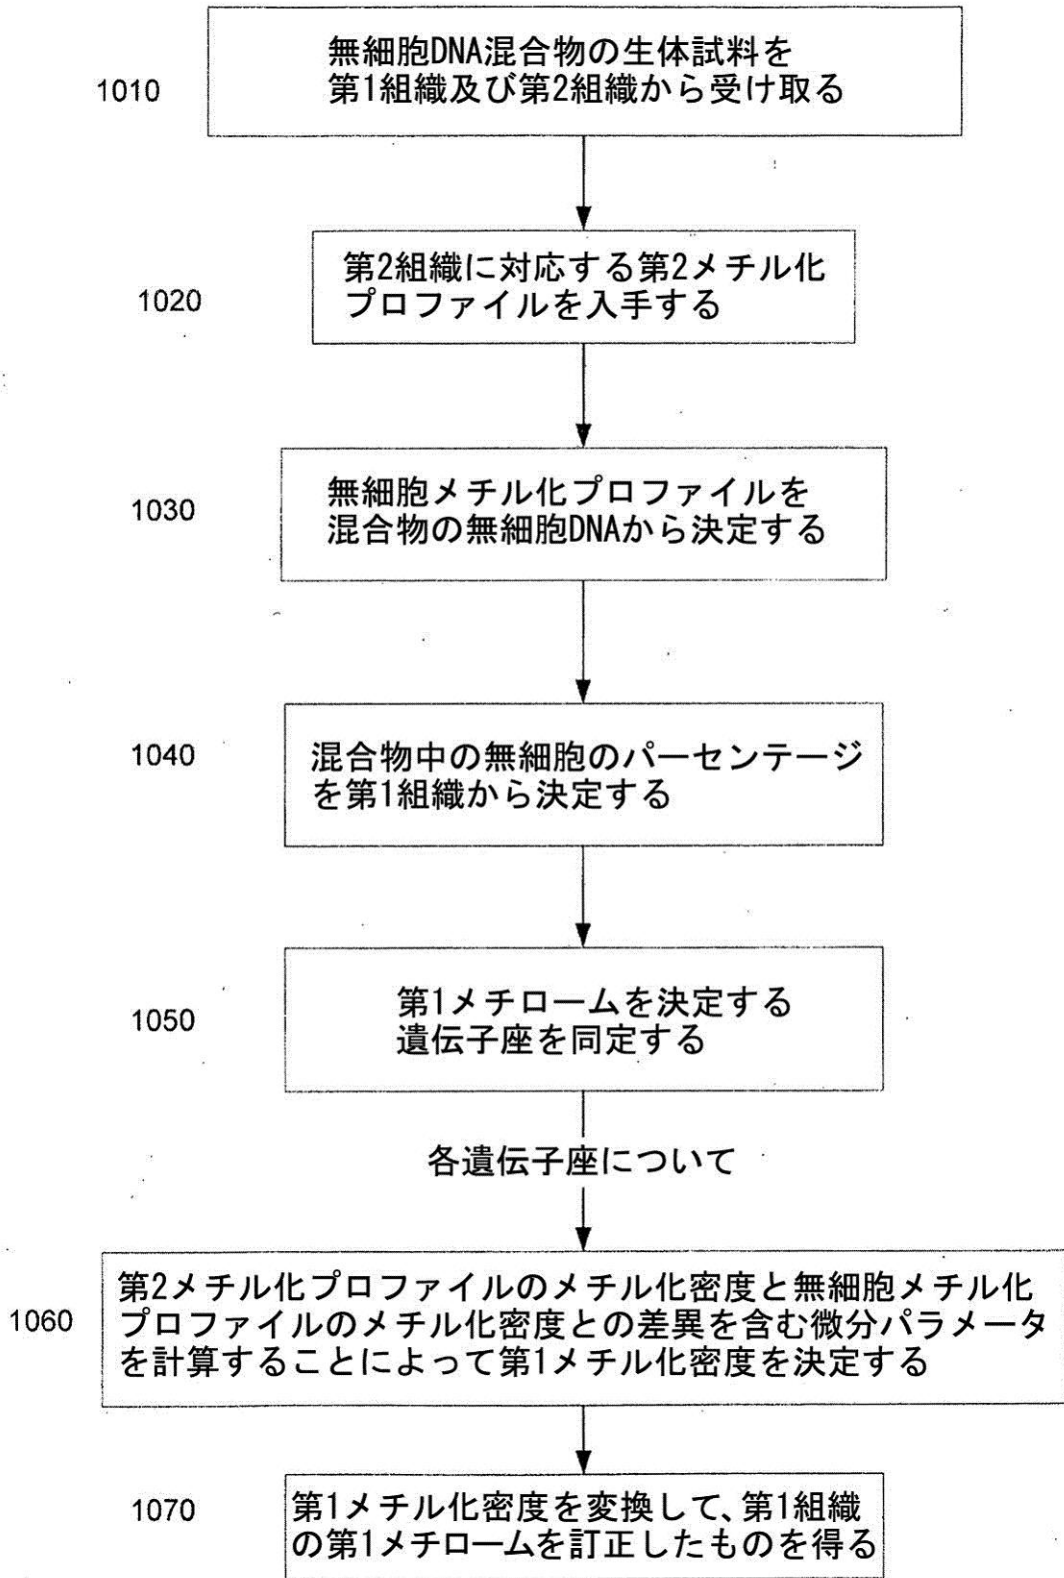 1010
無細胞DNA混合物の生体試料を
第1組織及び第2組織から受け取る
1020
第2組織に対応する第2メチル化
プロファイルを入手する
1030
無細胞メチル化プロファイルを
混合物の無細胞DNAから決定する
1040
混合物中の無細胞のパーセンテージ
を第1組織から決定する
1050
第1メチロームを決定する
遺伝子座を同定する
各遺伝子座について
1060
第2メチル化プロファイルのメチル化密度と無細胞メチル化
プロファイルのメチル化密度との差異を含む微分パラメータ
を計算することによって第1メチル化密度を決定する
1070
第1メチル化密度を変換して、第1組織
の第1メチロームを訂正したものを得る